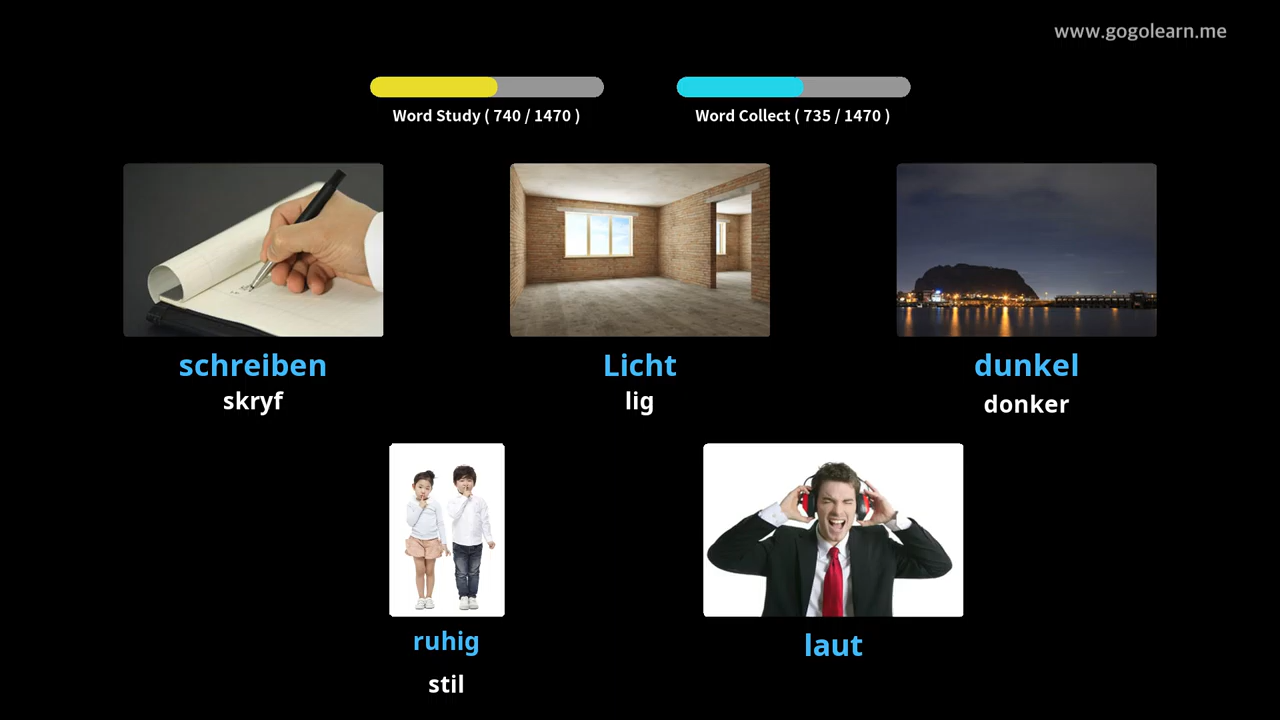 www.gogolearn.me
Word Study ( 740 / 1470 )
Word Collect ( 735 / 1470 )
schreiben
skryf
Licht
lig
dunkel
donker
ruhig
stil
laut